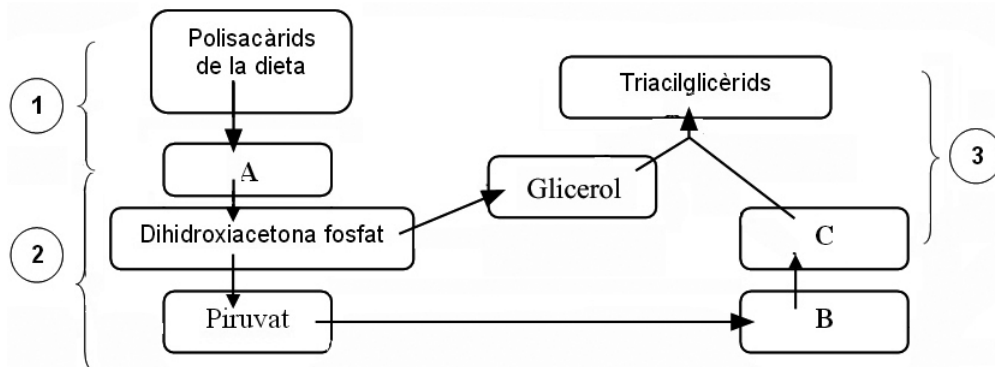 Polisacàrids
de la dieta
1
A
Dihidroxiacetona fosfat
2
Piruvat
Glicerol
Triacilglicèrids
3
C
B